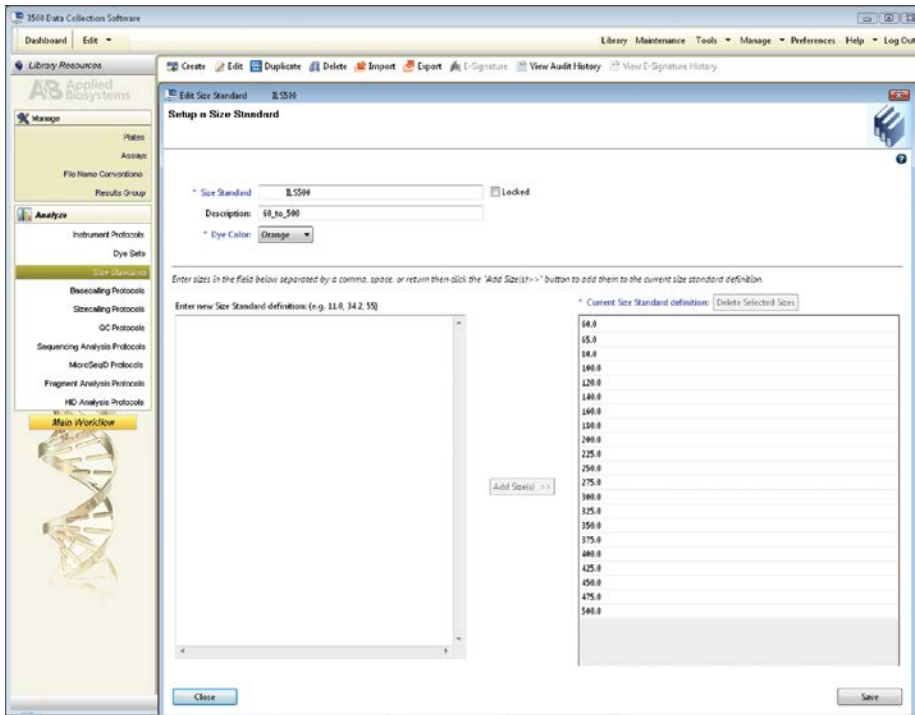 3500 Data Collection Software
Dashboard Edit Library Maintenance Tools Manage Preferences Help Log Out
Library Resources
Create Edit Duplicate Delete Import Export E-Signature View Audit History View E-Signature History
AB Applied Biosystems
Edit Size Standard ILS500
Setup a Size Standard
Manage
Plates
Assays
File Name Conventions
Results Group
Analyze
Instrument Protocols
Dye Sets
Size Standards
Basecalling Protocols
Sizecalling Protocols
QC Protocols
Sequencing Analysis Protocols
MicroSeqID Protocols
Fragment Analysis Protocols
HID Analysis Protocols
Main Workflow
* Size Standard ILS500 Locked
Description: 60_to_500
* Dye Color: Orange
Enter sizes in the field below separated by a comma, space, or return then click the 'Add Size(s)>>' button to add them to the current size standard definition.
Enter new Size Standard definition: (e.g. 11.0, 34.2, 55)
* Current Size Standard definition: Delete Selected Sizes
60.0
65.0
100.0
120.0
140.0
160.0
180.0
200.0
225.0
250.0
275.0
300.0
325.0
350.0
375.0
400.0
425.0
450.0
475.0
500.0
Add Size(s) >>
Close Save